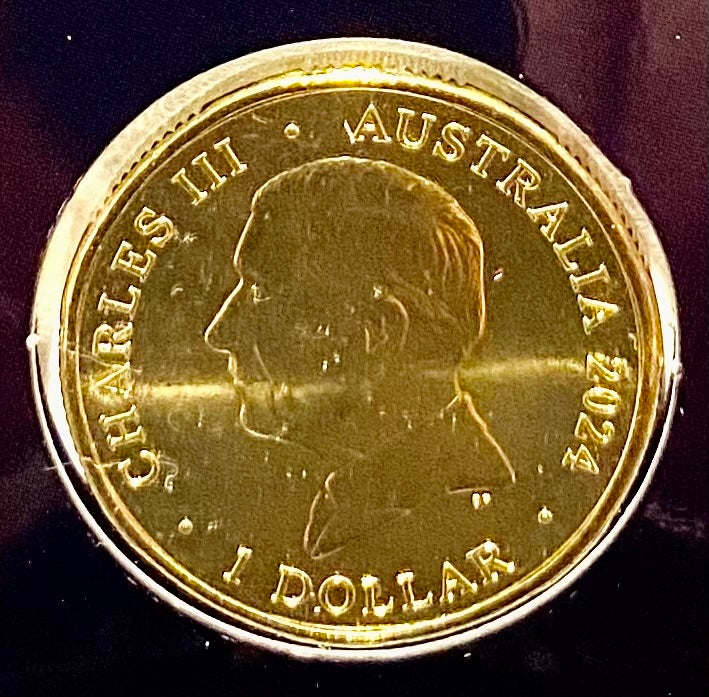 CHARLES III • AUSTRALIA 2024
• 1 DOLLAR •